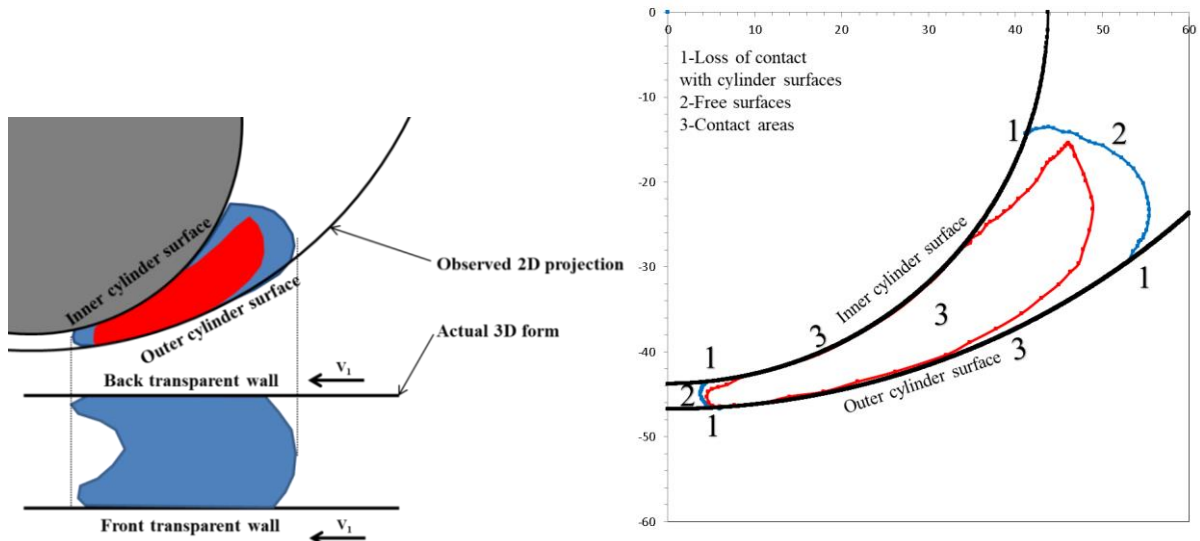 Inner cylinder surface
Outer cylinder surface
Observed 2D projection
Actual 3D form
Back transparent wall
V₁
Front transparent wall
V₁
0
0 10 20 30 40 50 60
1-Loss of contact
with cylinder surfaces
2-Free surfaces
3-Contact areas
-10
1
2
-20
Inner cylinder surface
1
-30
3
3
3
1
-40
2
Outer cylinder surface
1
-50
-60